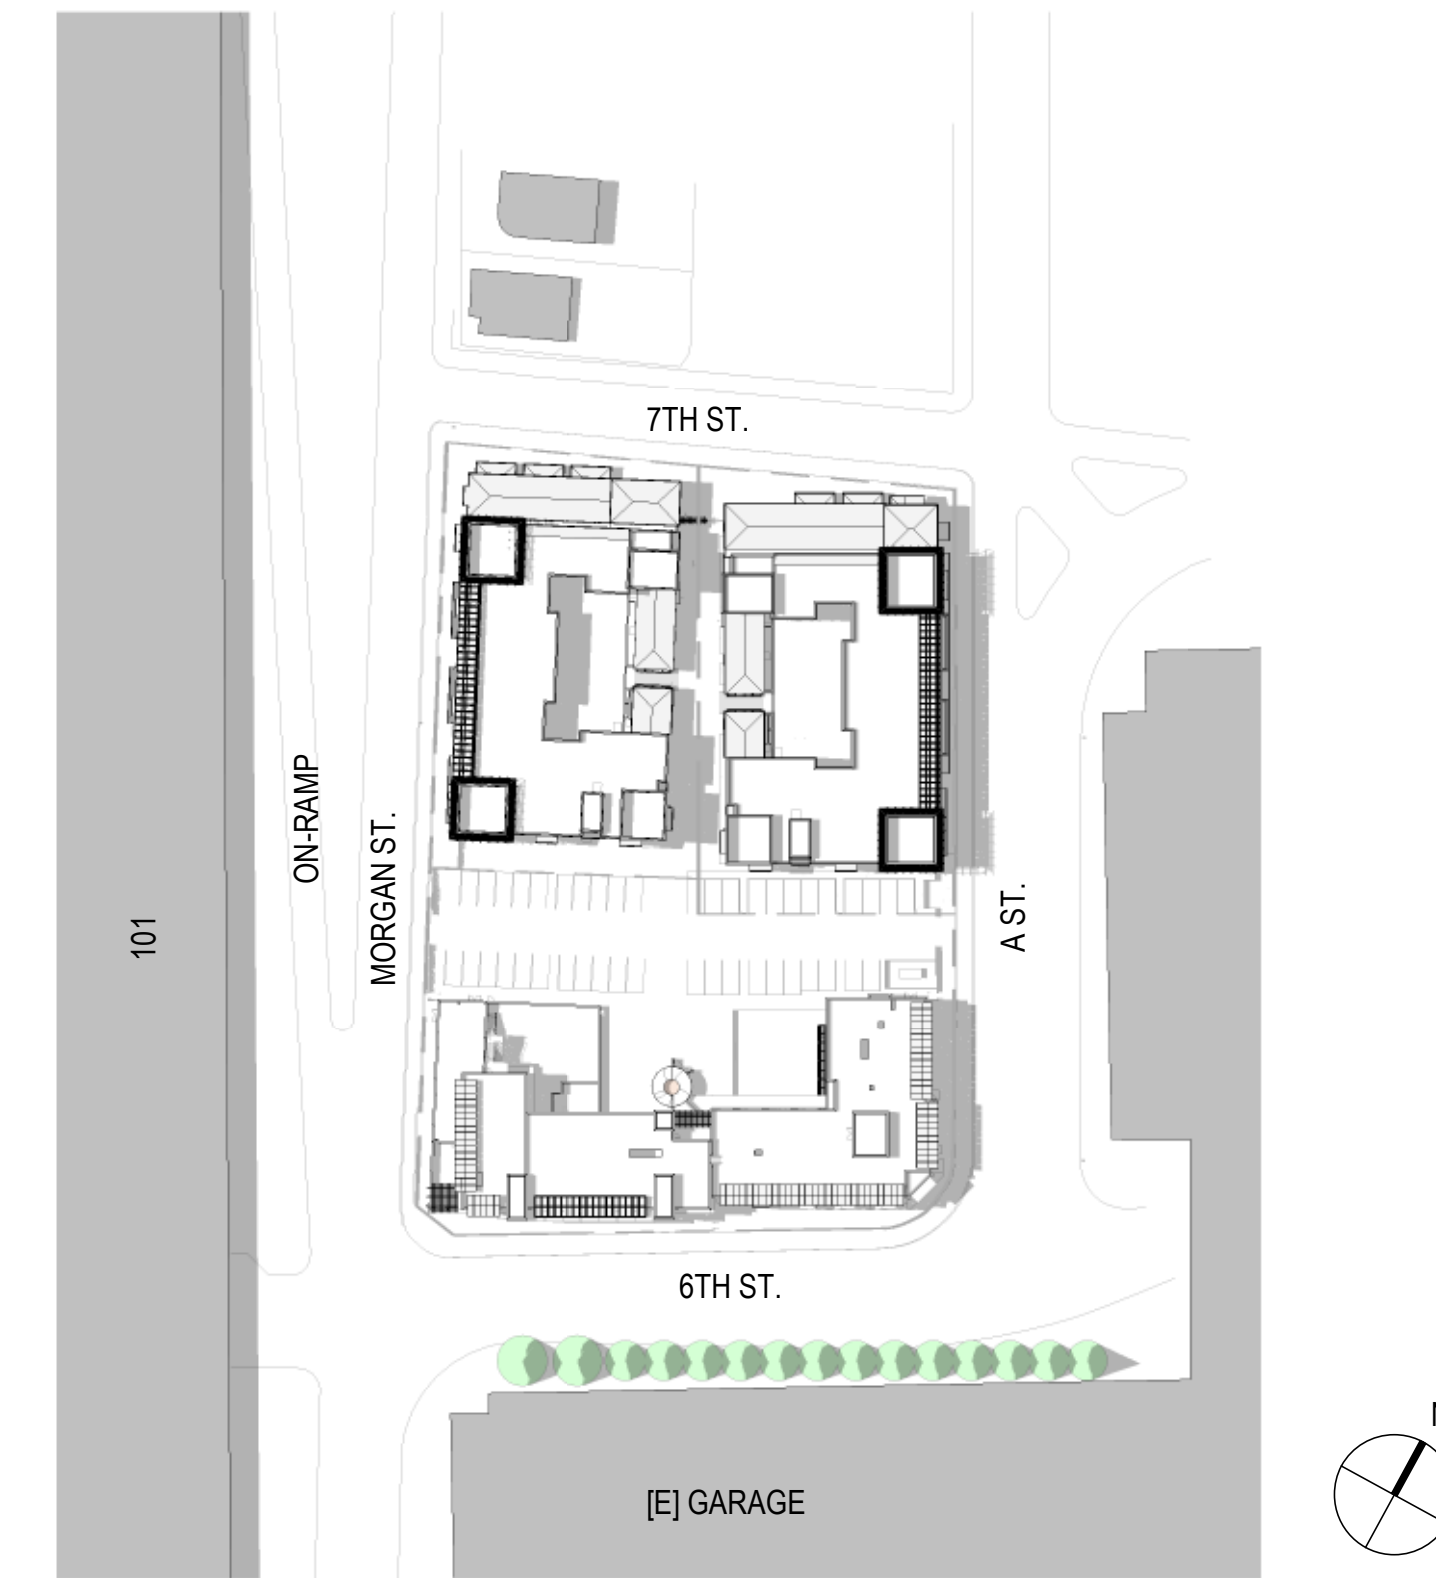 7TH ST.
ON-RAMP
MORGAN ST.
101
A ST.
6TH ST.
[E] GARAGE
N